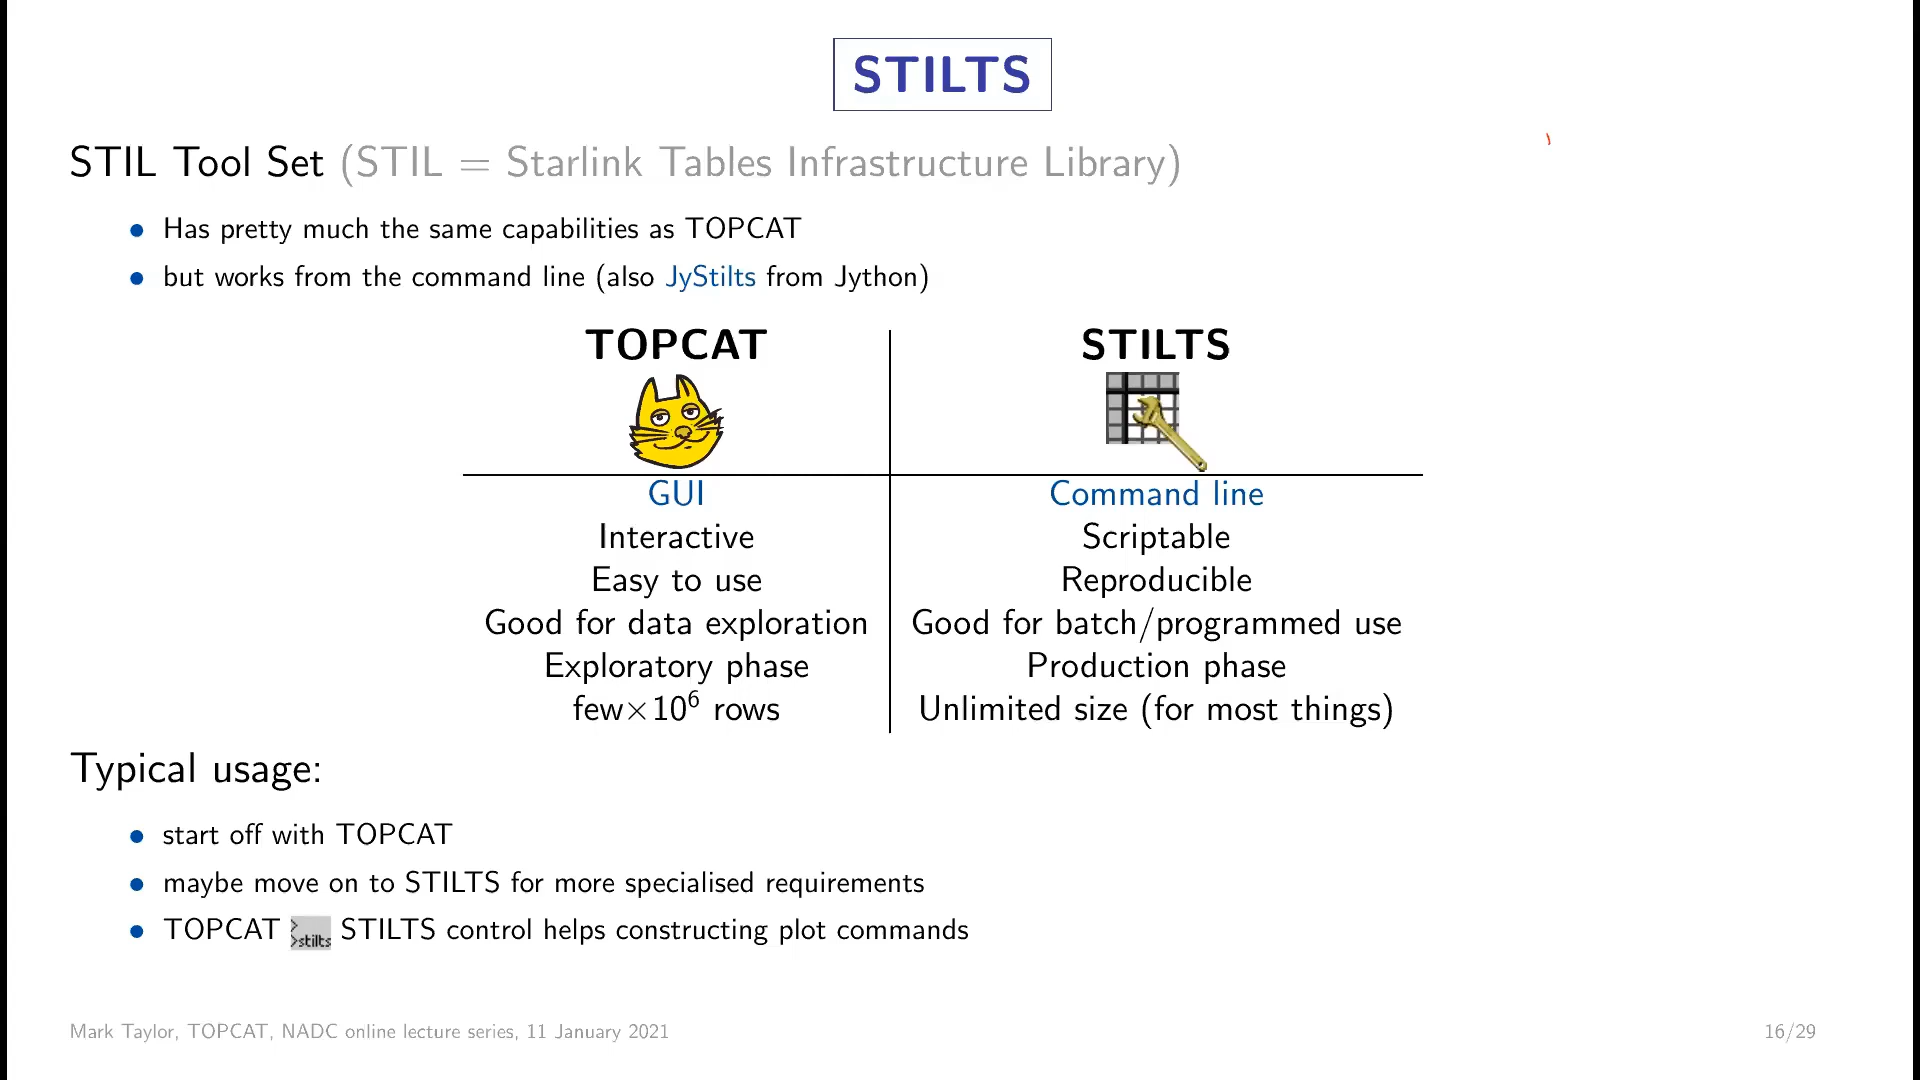 STILTS
STIL Tool Set (STIL = Starlink Tables Infrastructure Library)
• Has pretty much the same capabilities as TOPCAT
• but works from the command line (also JyStilts from Jython)
TOPCAT STILTS
GUI Command line
Interactive Scriptable
Easy to use Reproducible
Good for data exploration Good for batch/programmed use
Exploratory phase Production phase
few×10⁶ rows Unlimited size (for most things)
Typical usage:
• start off with TOPCAT
• maybe move on to STILTS for more specialised requirements
• TOPCAT >stilts STILTS control helps constructing plot commands
Mark Taylor, TOPCAT, NADC online lecture series, 11 January 2021 16/29